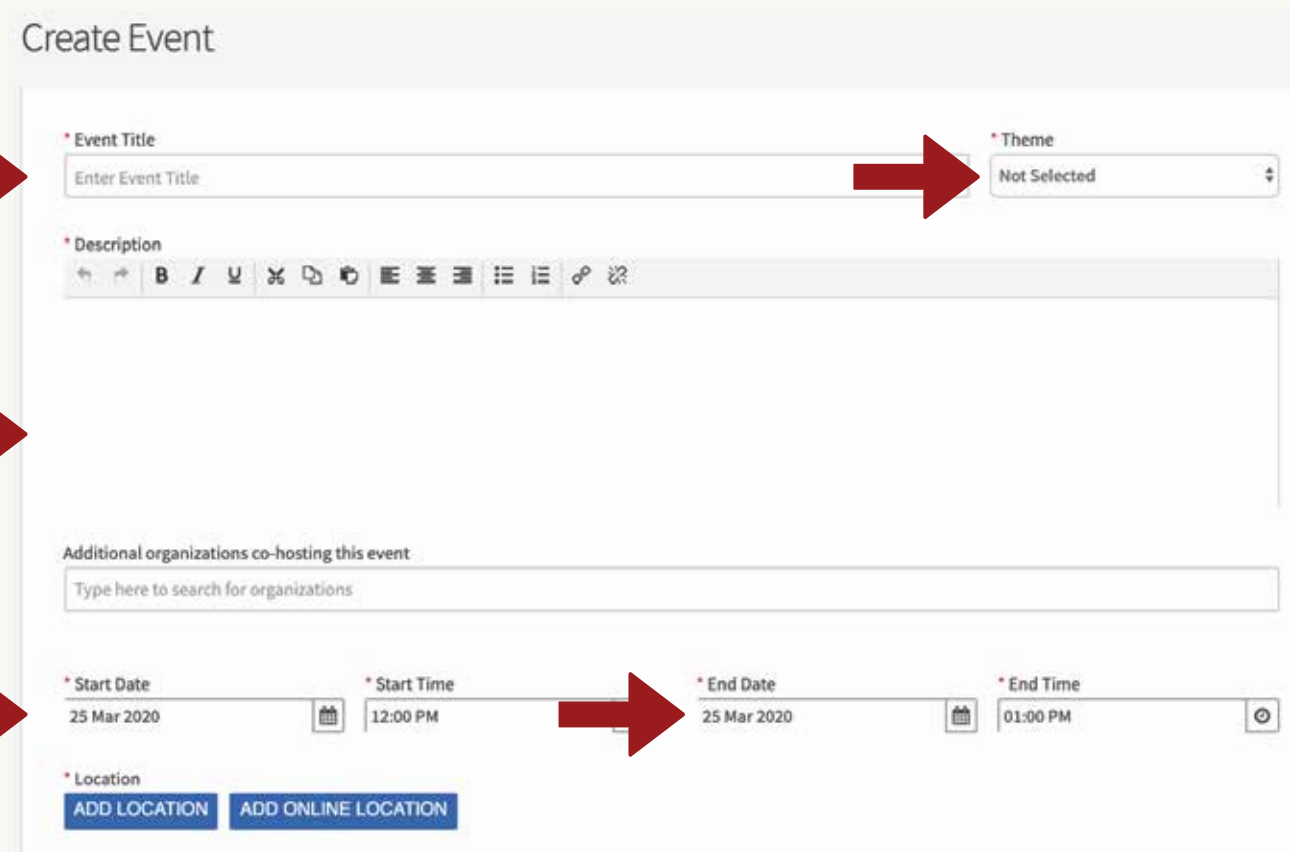 Create Event
* Event Title
* Theme
Enter Event Title
Not Selected
* Description
B I U
Additional organizations co-hosting this event
Type here to search for organizations
* Start Date * Start Time * End Date * End Time
25 Mar 2020 12:00 PM 25 Mar 2020 01:00 PM
* Location
ADD LOCATION ADD ONLINE LOCATION